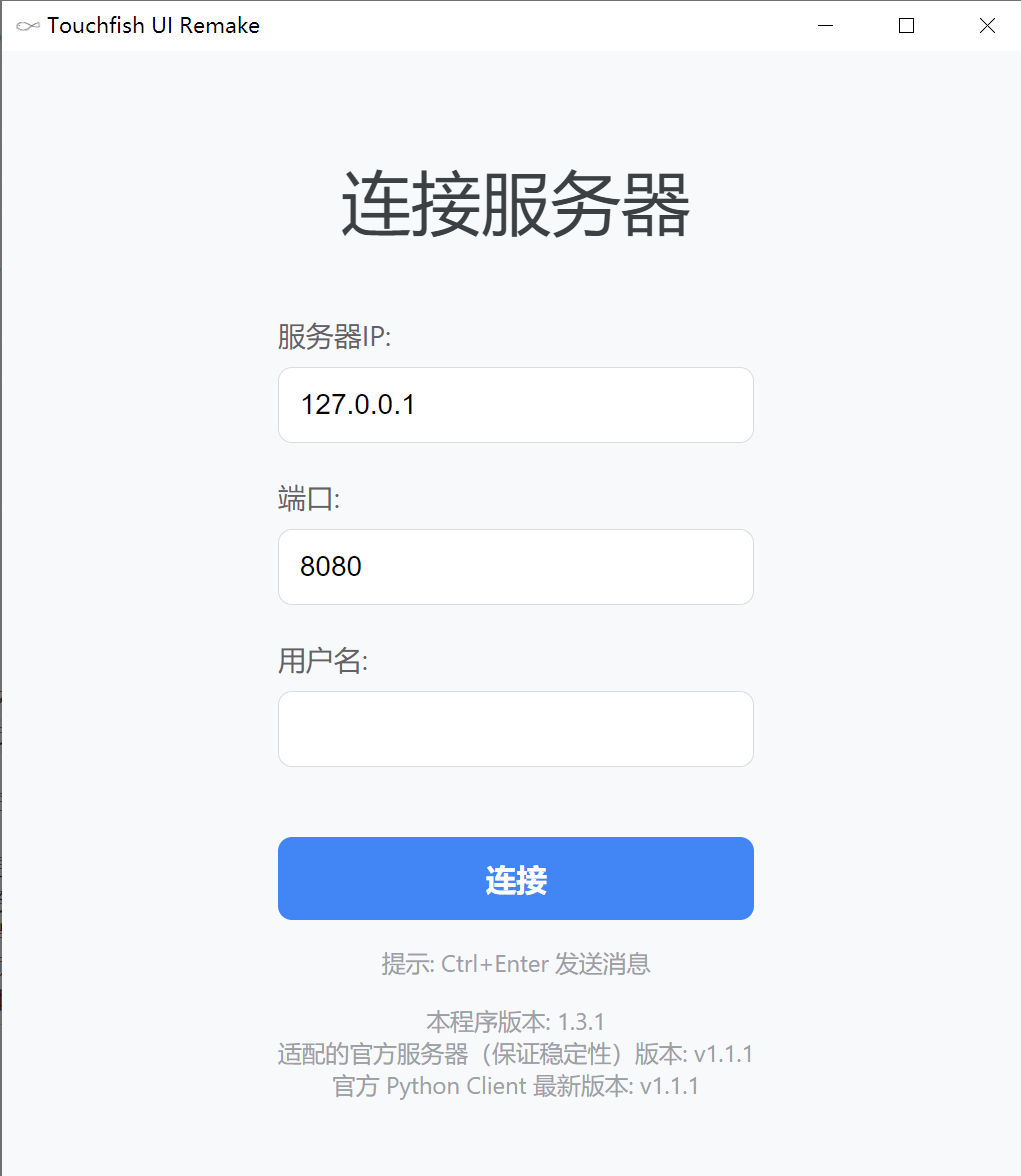 Touchfish UI Remake
连接服务器
服务器IP:
127.0.0.1
端口:
8080
用户名:
连接
提示: Ctrl+Enter 发送消息
本程序版本: 1.3.1
适配的官方服务器（保证稳定性）版本: v1.1.1
官方 Python Client 最新版本: v1.1.1